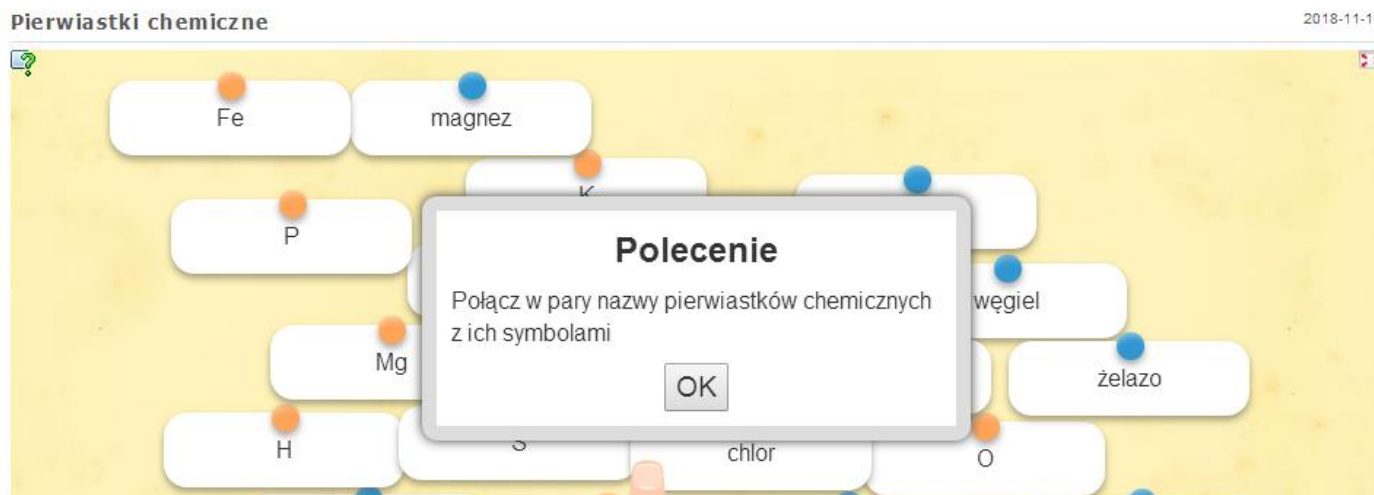 Pierwiastki chemiczne
2018-11-1
Fe
magnez
K
P
Polecenie
Połącz w pary nazwy pierwiastków chemicznych
z ich symbolami
OK
węgiel
Mg
żelazo
H
S
chlor
O